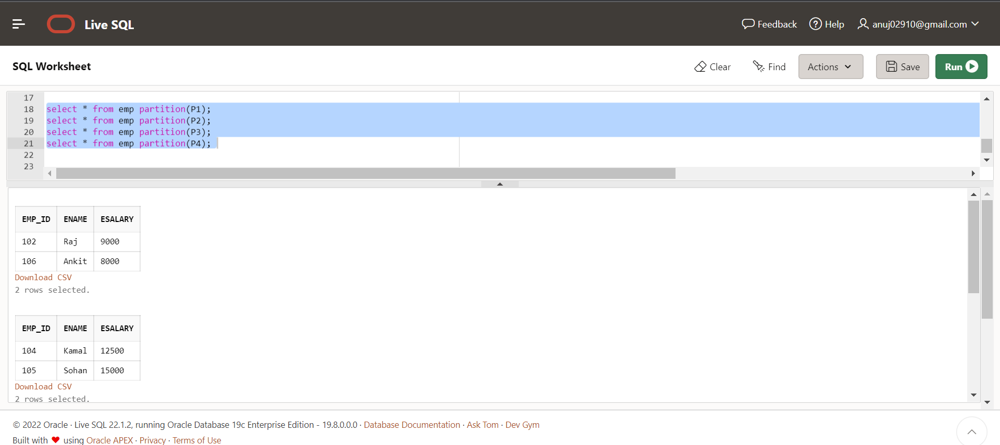 Live SQL
Feedback Help anuj02910@gmail.com
SQL Worksheet
Clear Find Actions Save Run
17
18 select * from emp partition(P1);
19 select * from emp partition(P2);
20 select * from emp partition(P3);
21 select * from emp partition(P4);
22
23
EMP_ID ENAME ESALARY
102 Raj 9000
106 Ankit 8000
Download CSV
2 rows selected.
EMP_ID ENAME ESALARY
104 Kamal 12500
105 Sohan 15000
Download CSV
2 rows selected.
© 2022 Oracle · Live SQL 22.1.2, running Oracle Database 19c Enterprise Edition - 19.8.0.0.0 · Database Documentation · Ask Tom · Dev Gym
Built with ❤ using Oracle APEX · Privacy · Terms of Use